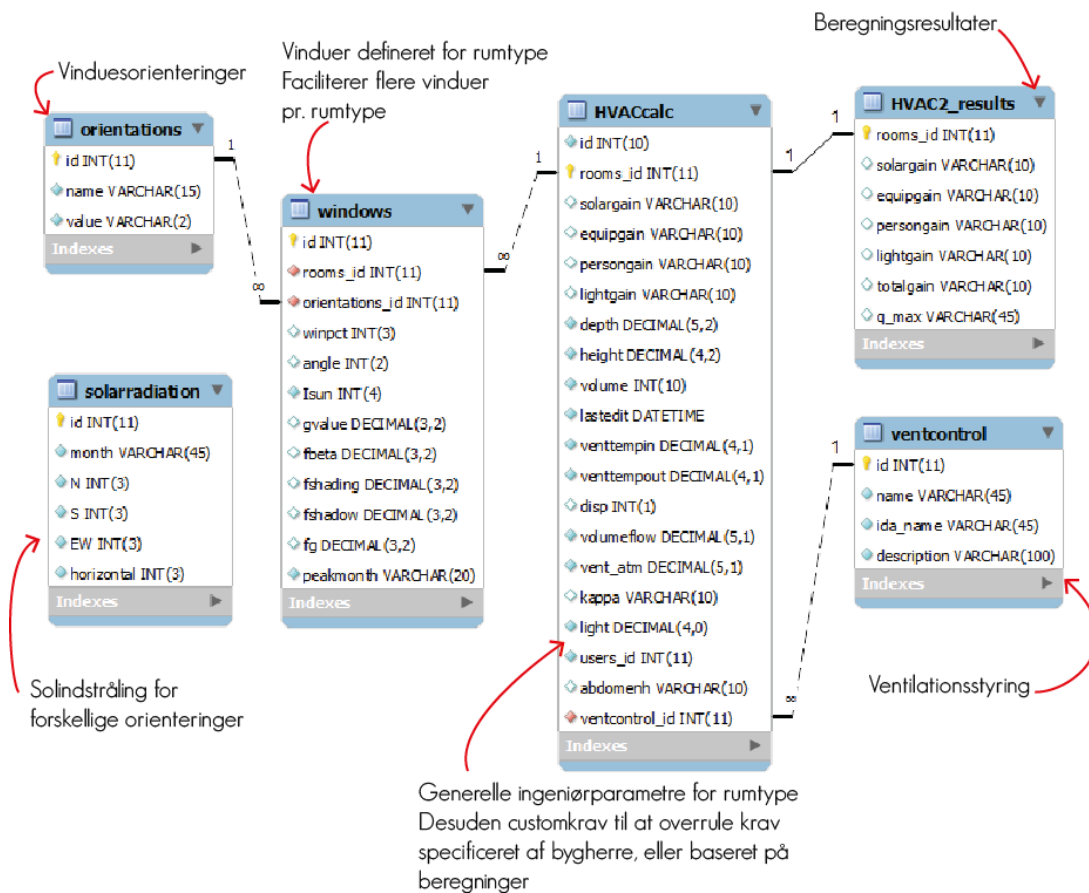 Beregningsresultater
Vinduesorienteringer
Vinduer defineret for rumtype
Faciliterer flere vinduer
pr. rumtype
orientations
id INT(11)
name VARCHAR(15)
value VARCHAR(2)
Indexes
1
∞
windows
id INT(11)
rooms_id INT(11)
orientations_id INT(11)
winpct INT(3)
angle INT(2)
Isun INT(4)
gvalue DECIMAL(3,2)
fbeta DECIMAL(3,2)
fshading DECIMAL(3,2)
fshadow DECIMAL(3,2)
fg DECIMAL(3,2)
peakmonth VARCHAR(20)
Indexes
∞
1
HVACcalc
id INT(10)
rooms_id INT(11)
solargain VARCHAR(10)
equipgain VARCHAR(10)
persongain VARCHAR(10)
lightgain VARCHAR(10)
depth DECIMAL(5,2)
height DECIMAL(4,2)
volume INT(10)
lastedit DATETIME
venttempin DECIMAL(4,1)
venttempout DECIMAL(4,1)
disp INT(1)
volumeflow DECIMAL(5,1)
vent_atm DECIMAL(5,1)
kappa VARCHAR(10)
light DECIMAL(4,0)
users_id INT(11)
abdomenh VARCHAR(10)
ventcontrol_id INT(11)
Indexes
1
1
HVAC2_results
rooms_id INT(11)
solargain VARCHAR(10)
equipgain VARCHAR(10)
persongain VARCHAR(10)
lightgain VARCHAR(10)
totalgain VARCHAR(10)
q_max VARCHAR(45)
Indexes
solarradiation
id INT(11)
month VARCHAR(45)
N INT(3)
S INT(3)
EW INT(3)
horizontal INT(3)
Indexes
1
∞
ventcontrol
id INT(11)
name VARCHAR(45)
ida_name VARCHAR(45)
description VARCHAR(100)
Indexes
Solindstråling for
forskellige orienteringer
Ventilationsstyring
Generelle ingeniørparametre for rumtype
Desuden customkrav til at overrule krav
specificeret af bygherre, eller baseret på
beregninger